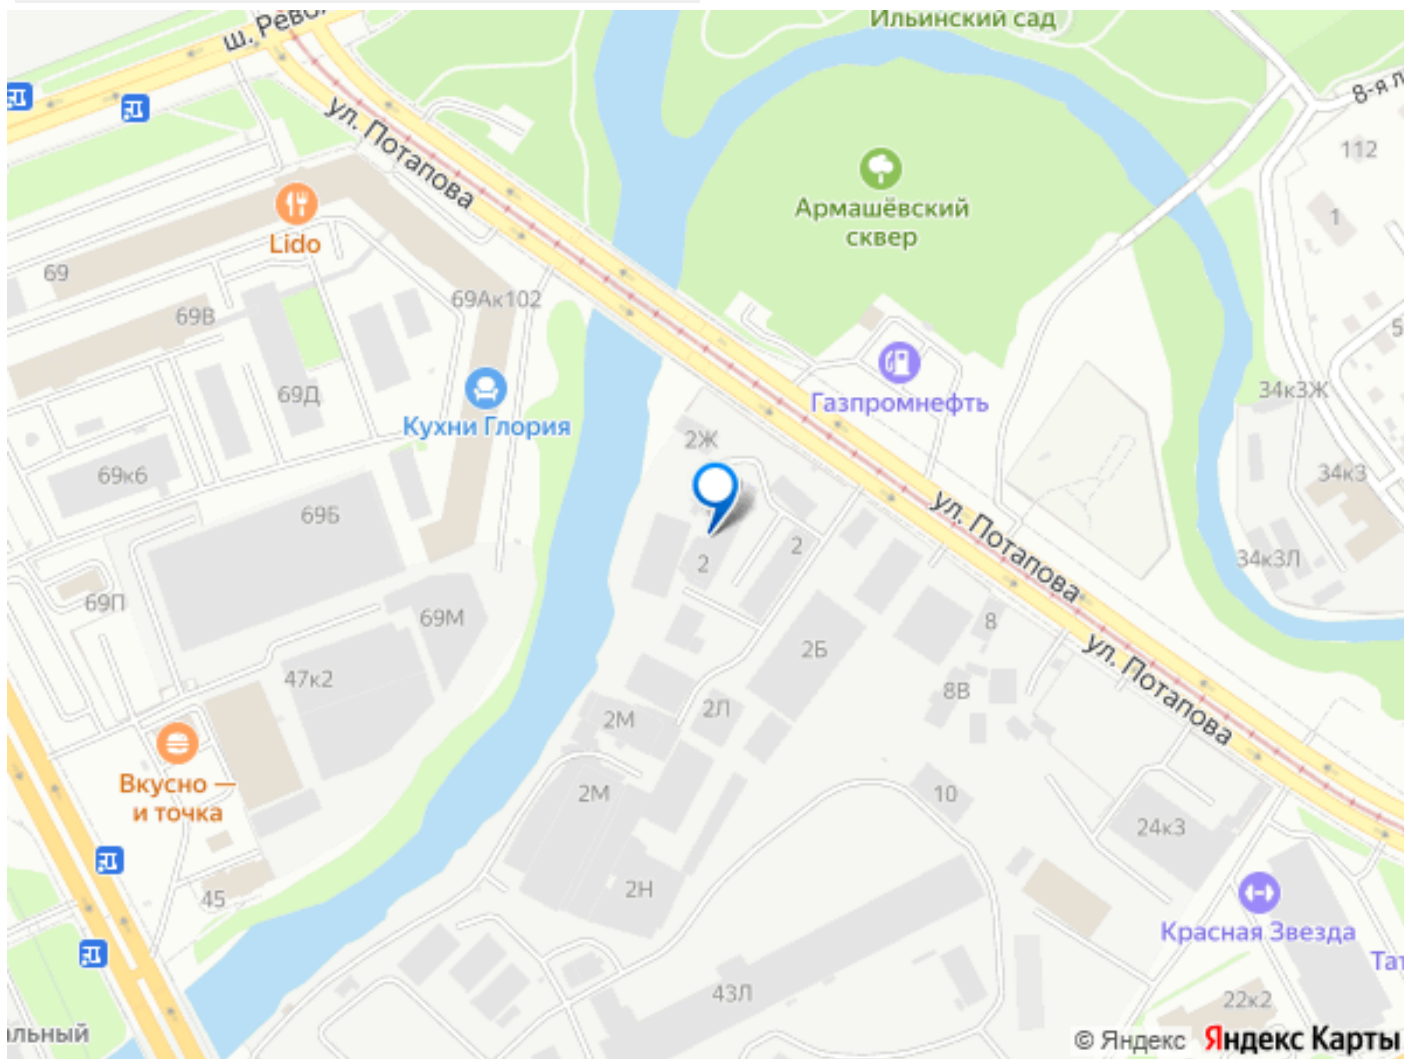 Ильинский сад
ш. Рево
8-я л
ул. Потапова
112
Армашёвский
сквер
1
Lido
69
69Ак102
69В
5
Газпромнефть
34к3Ж
69Д
Кухни Глория
2Ж
69к6
34к3
69Б
ул. Потапова
2
2
34к3Л
69П
69М
8
ул. Потапова
2Б
47к2
8В
2М
2Л
Вкусно —
и точка
2М
10
24к3
2Н
45
Красная Звезда
Тат
43Л
22к2
альный
© Яндекс Яндекс Карты